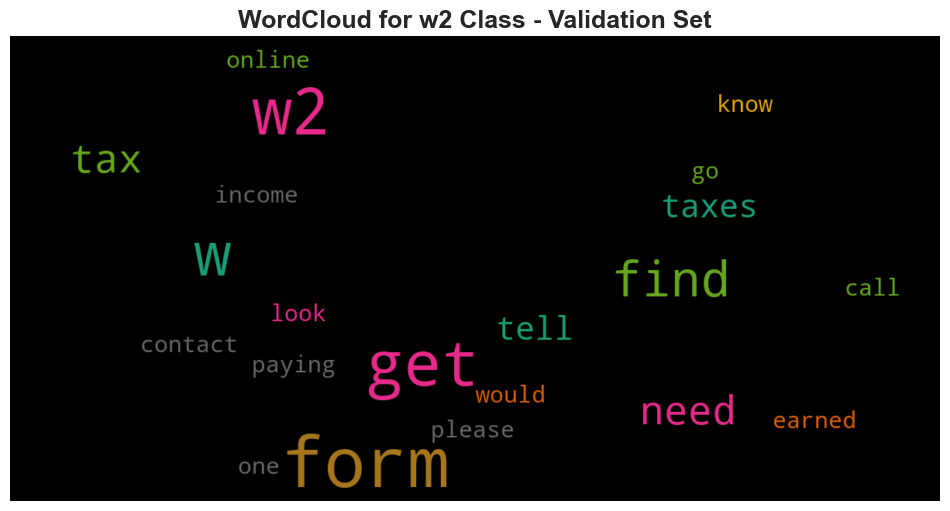 WordCloud for w2 Class - Validation Set
online
w2
know
tax
go
income
taxes
w
find
call
look
tell
contact
get
paying
would
need
earned
please
form
one